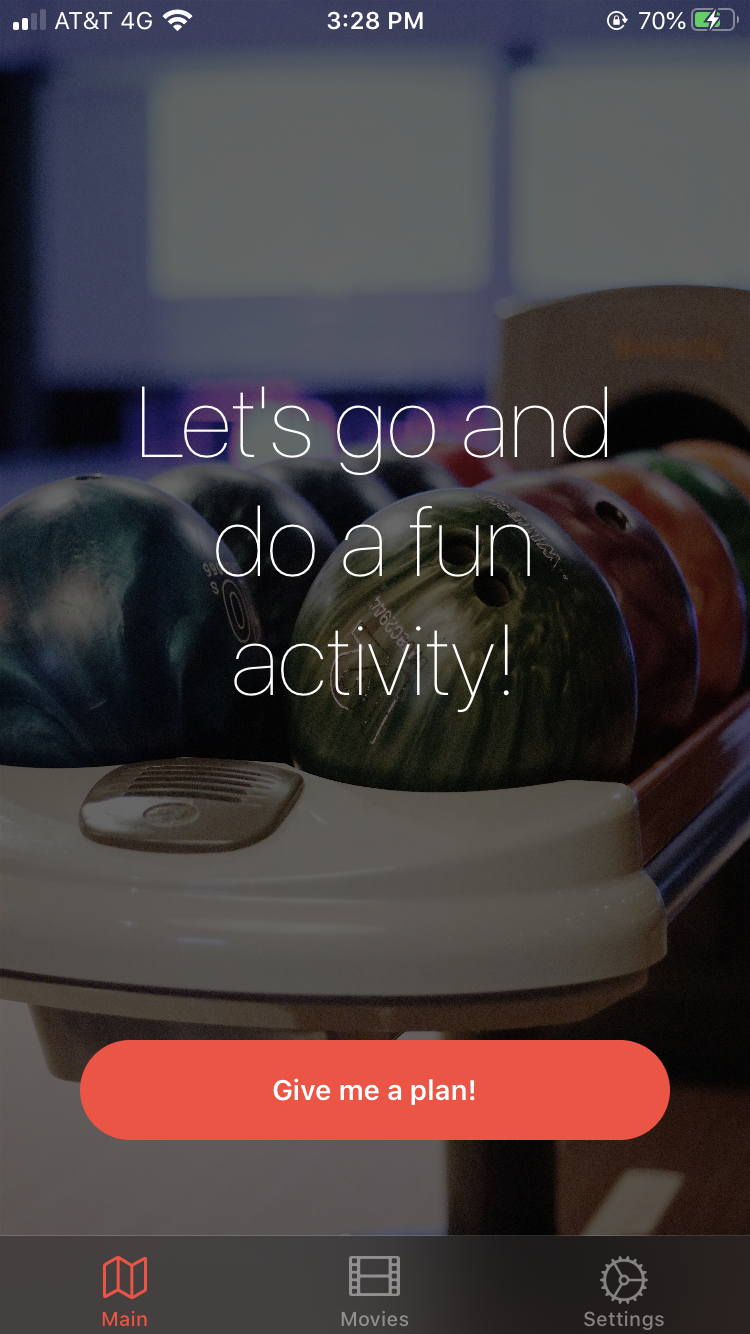 AT&T 4G 3:28 PM 70%
Let's go and
do a fun
activity!
Give me a plan!
Main Movies Settings